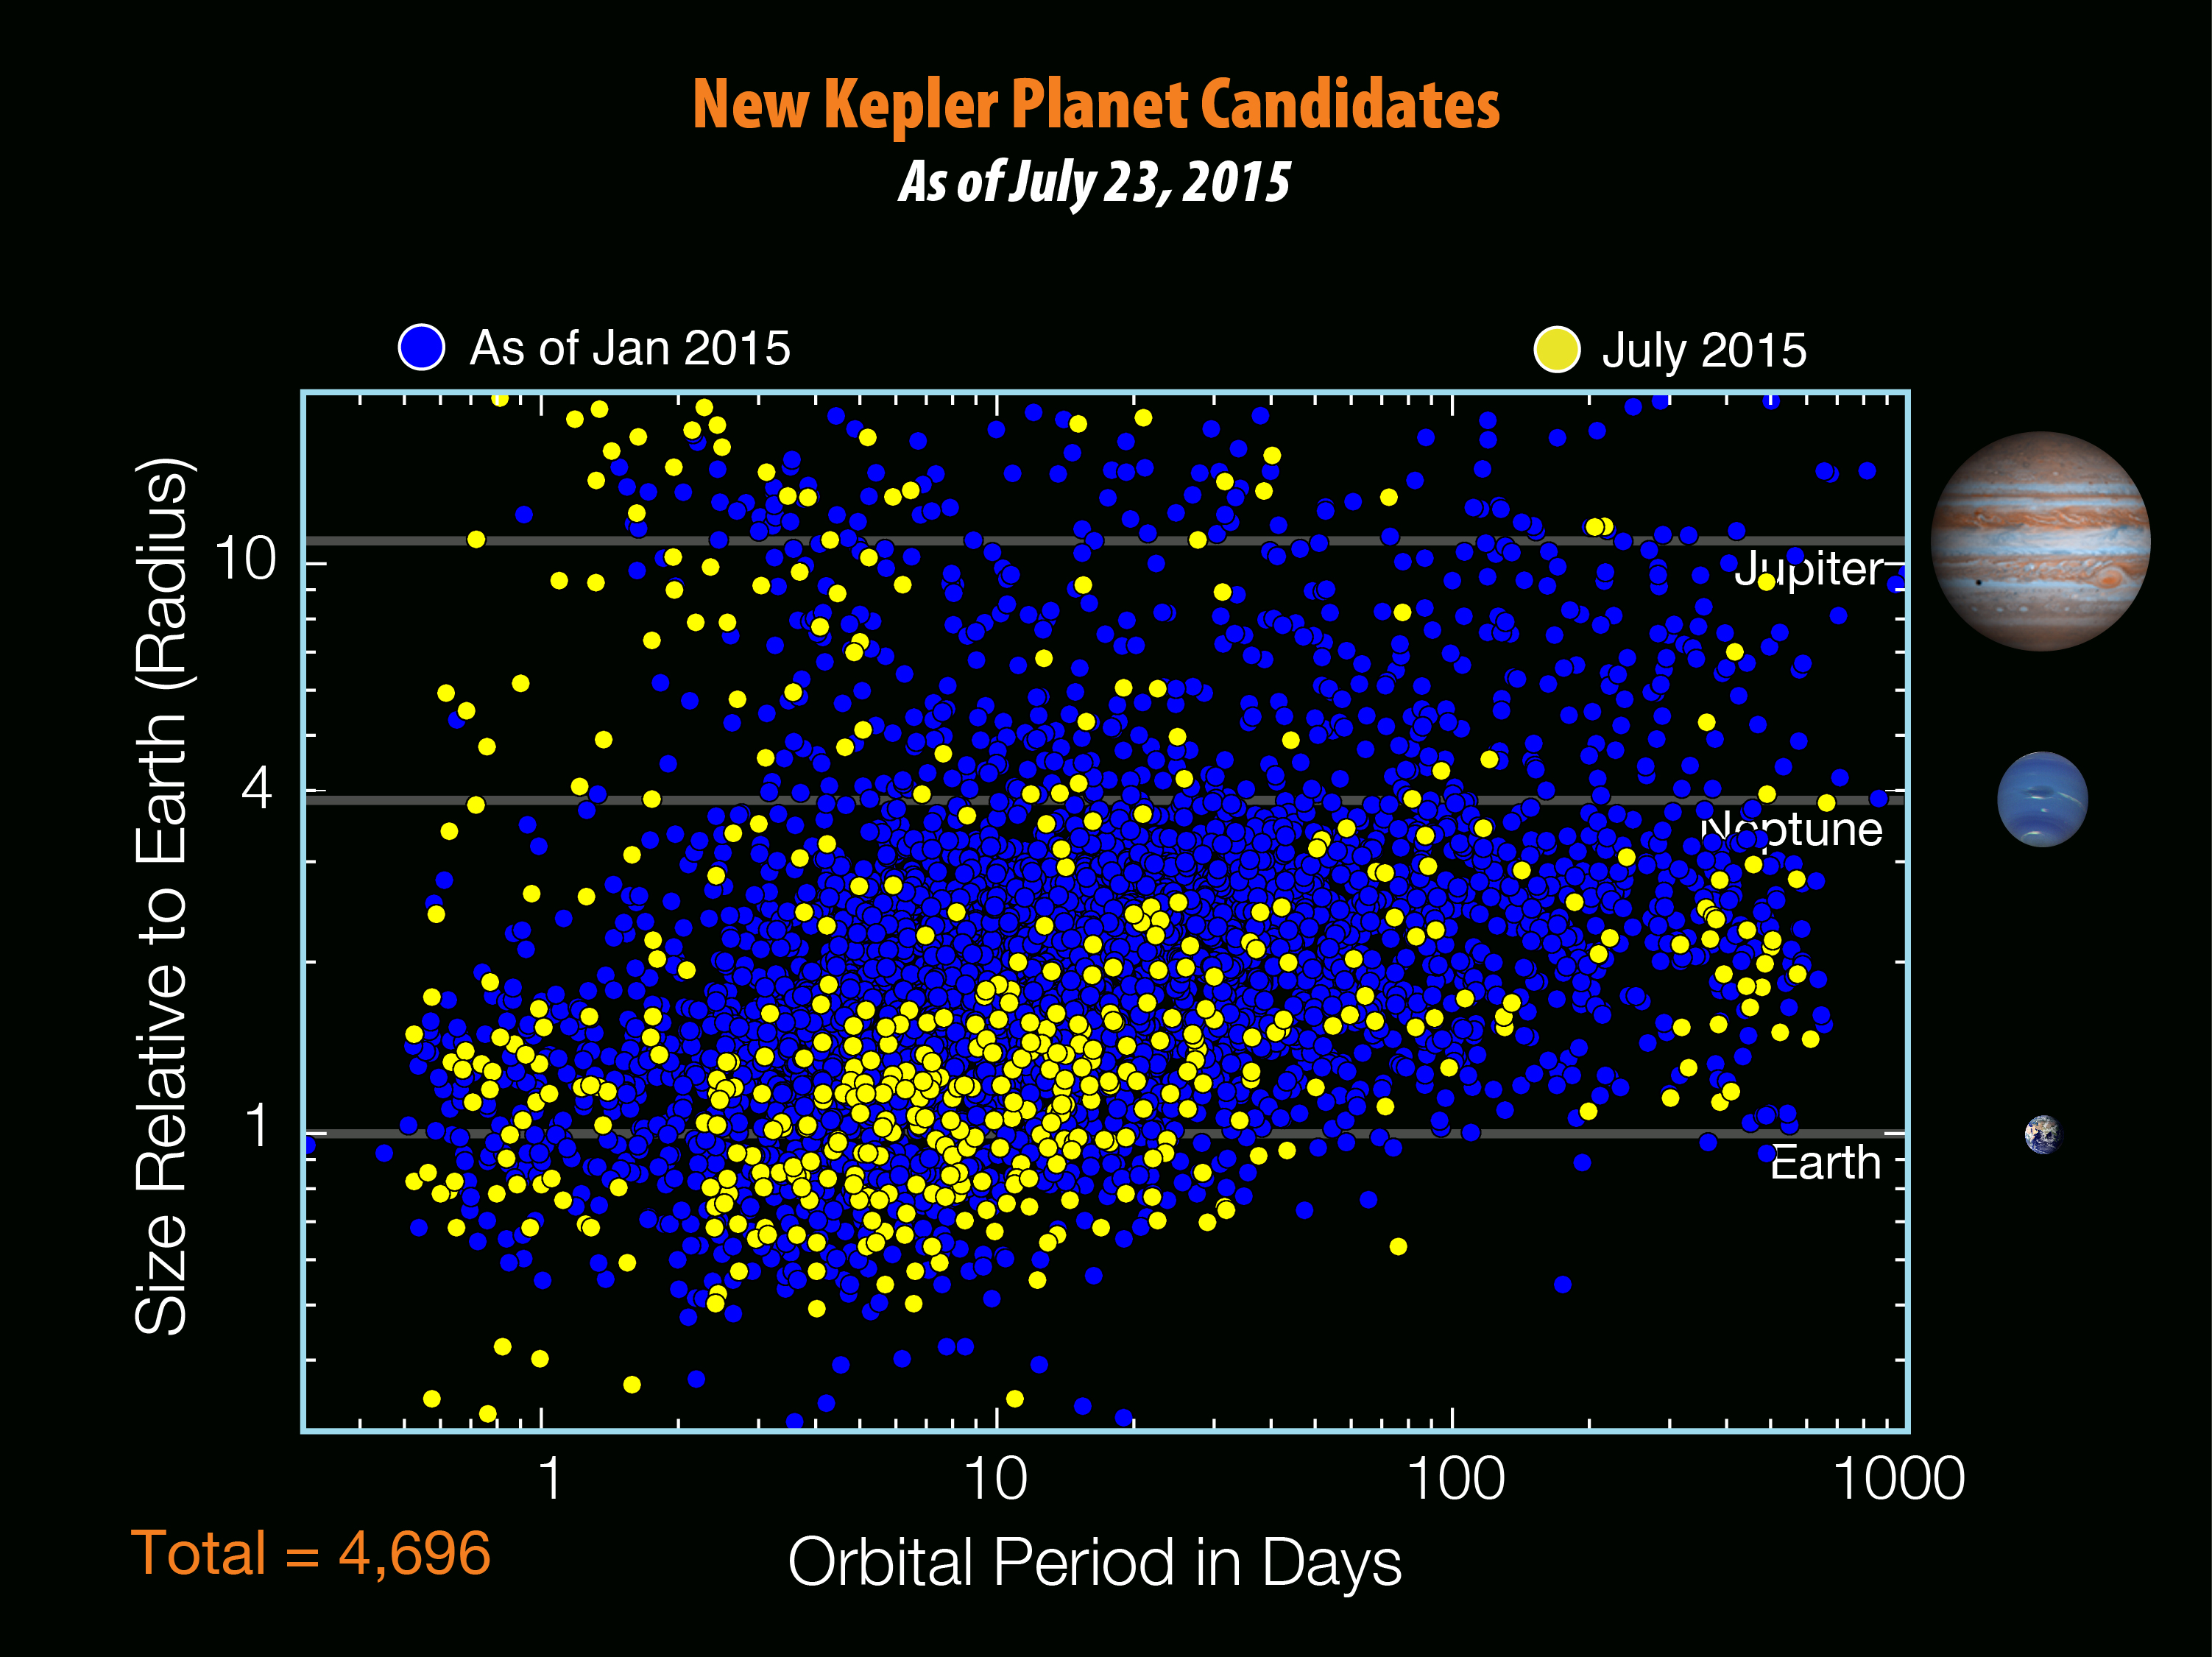 New Kepler Planet Candidates
As of July 23, 2015
As of Jan 2015
July 2015
Size Relative to Earth (Radius)
10
4
1
Jupiter
Neptune
Earth
1
10
100
1000
Orbital Period in Days
Total = 4,696